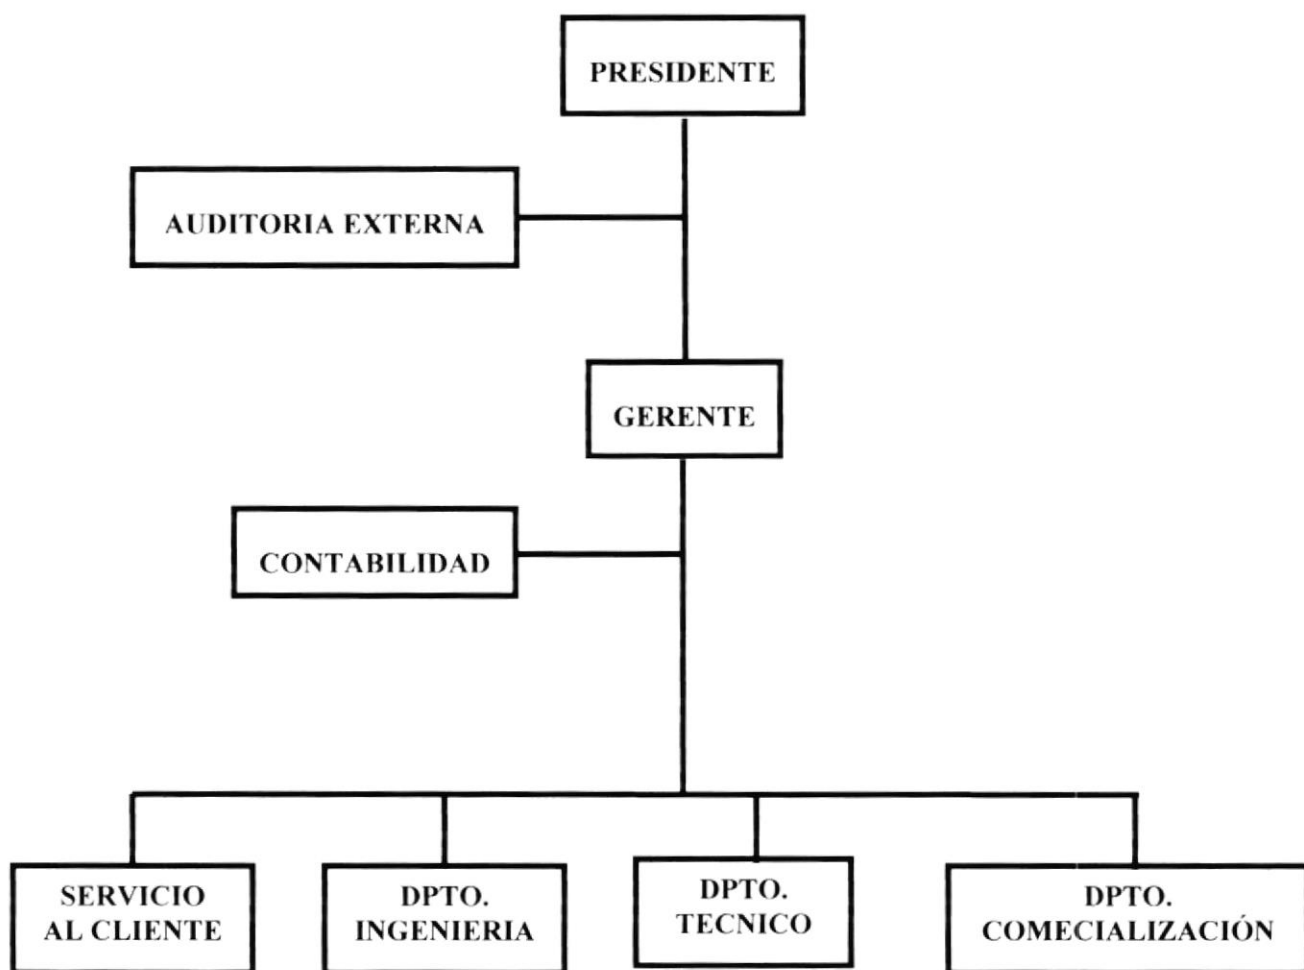 PRESIDENTE
AUDITORIA EXTERNA
GERENTE
CONTABILIDAD
SERVICIO
AL CLIENTE
DPTO.
INGENIERIA
DPTO.
TECNICO
DPTO.
COMECIALIZACIÓN